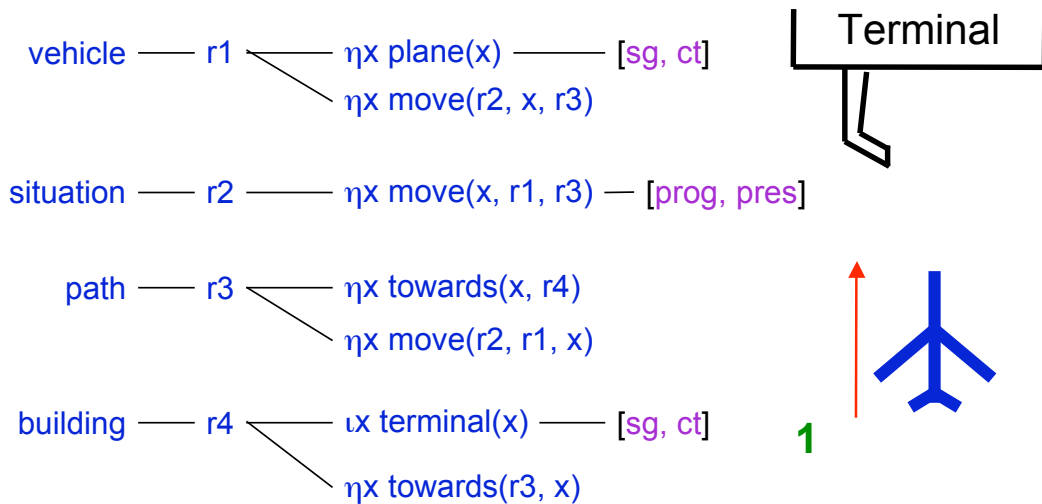 vehicle r1 ηx plane(x) [sg, ct]
ηx move(r2, x, r3)
situation r2 ηx move(x, r1, r3) [prog, pres]
path r3 ηx towards(x, r4)
ηx move(r2, r1, x)
building r4 ιx terminal(x) [sg, ct]
ηx towards(r3, x)
Terminal
1